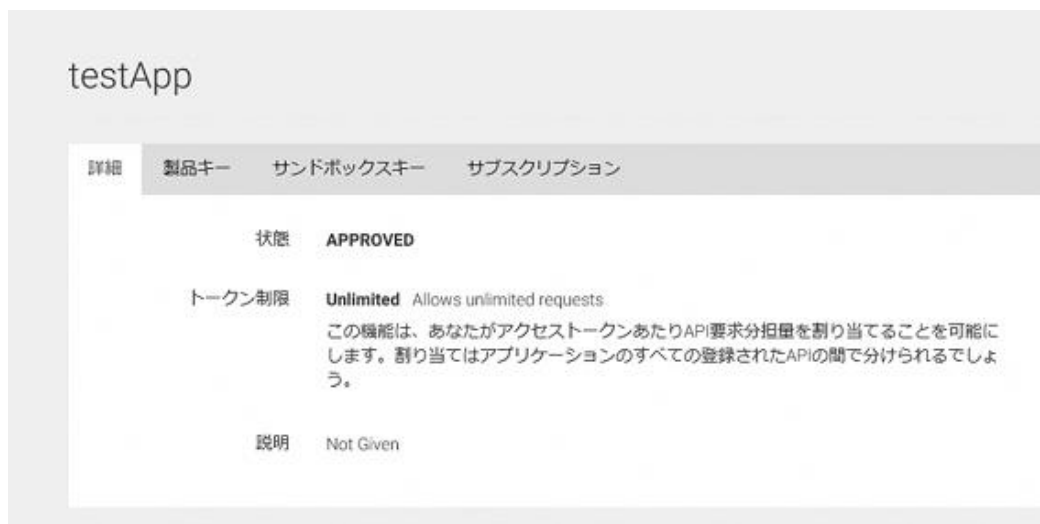 testApp
詳細 製品キー サンドボックスキー サブスクリプション
状態 APPROVED
トークン制限 Unlimited Allows unlimited requests
この機能は、あなたがアクセストークンあたりAPI要求分担量を割り当てることを可能に
します。割り当てはアプリケーションのすべての登録されたAPIの間で分けられるでしょ
う。
説明 Not Given